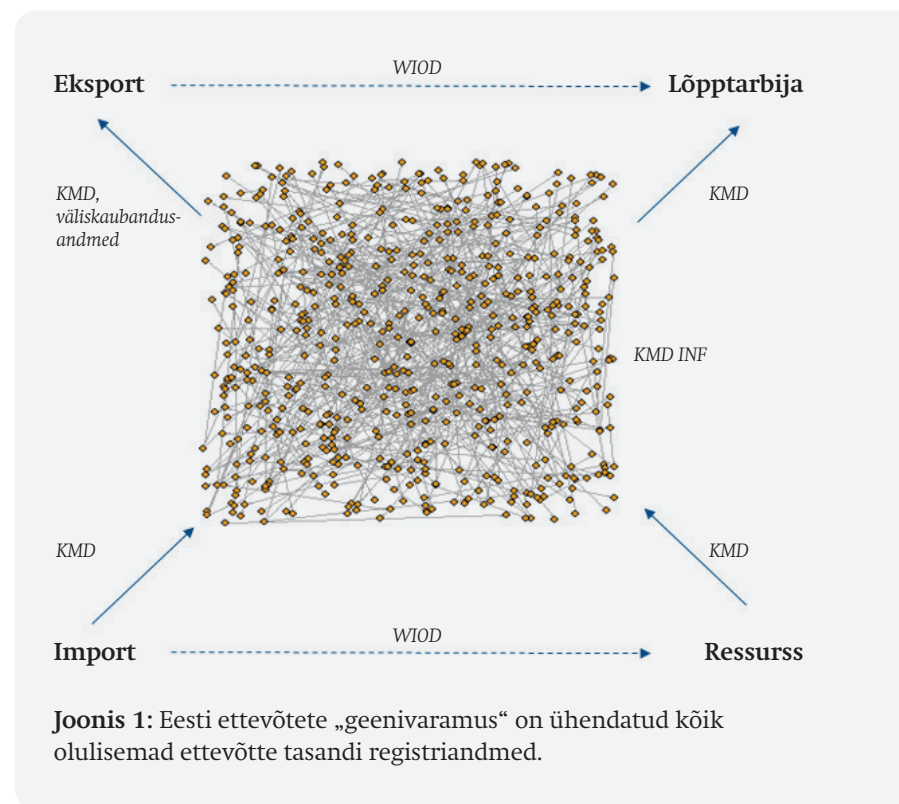 WIOD
Eksport
Lõpptarbija
KMD,
väliskaubandus-
andmed
KMD
KMD INF
KMD
KMD
WIOD
Import
Ressurss
Joonis 1: Eesti ettevõtete „geenivaramus“ on ühendatud kõik
olulisemad ettevõtte tasandi registriandmed.